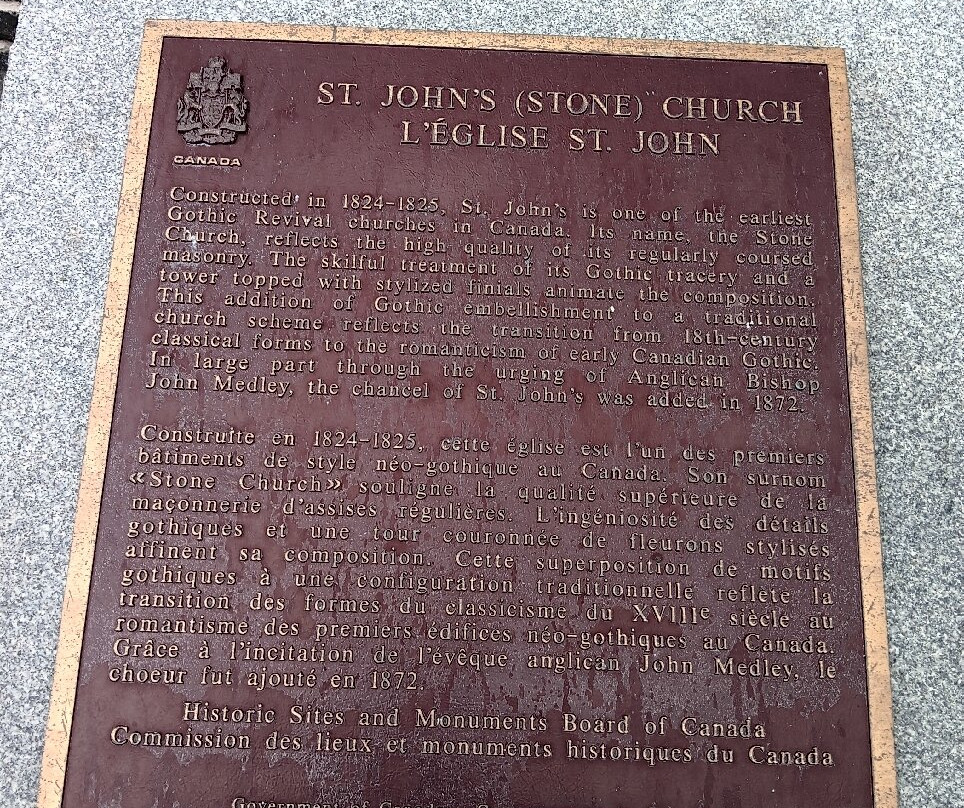 CANADA
ST. JOHN'S (STONE) CHURCH
L'ÉGLISE ST. JOHN
Constructed in 1824-1825, St. John's is one of the earliest
Gothic Revival churches in Canada. Its name, the Stone
Church, reflects the high quality of its regularly coursed
masonry. The skilful treatment of its Gothic tracery and a
tower topped with stylized finials animate the composition.
This addition of Gothic embellishment to a traditional
church scheme reflects the transition from 18th-century
classical forms to the romanticism of early Canadian Gothic.
In large part through the urging of Anglican Bishop
John Medley, the chancel of St. John's was added in 1872.
Construite en 1824-1825, cette église est l'un des premiers
bâtiments de style néo-gothique au Canada. Son surnom
«Stone Church» souligne la qualité supérieure de la
maçonnerie d'assises régulières. L'ingéniosité des détails
gothiques et une tour couronnée de fleurons stylisés
affinent sa composition. Cette superposition de motifs
gothiques à une configuration traditionnelle reflète la
transition des formes du classicisme du XVIIIe siècle au
romantisme des premiers édifices néo-gothiques au Canada.
Grâce à l'incitation de l'évêque anglican John Medley, le
choeur fut ajouté en 1872.
Historic Sites and Monuments Board of Canada
Commission des lieux et monuments historiques du Canada
Government of Canada